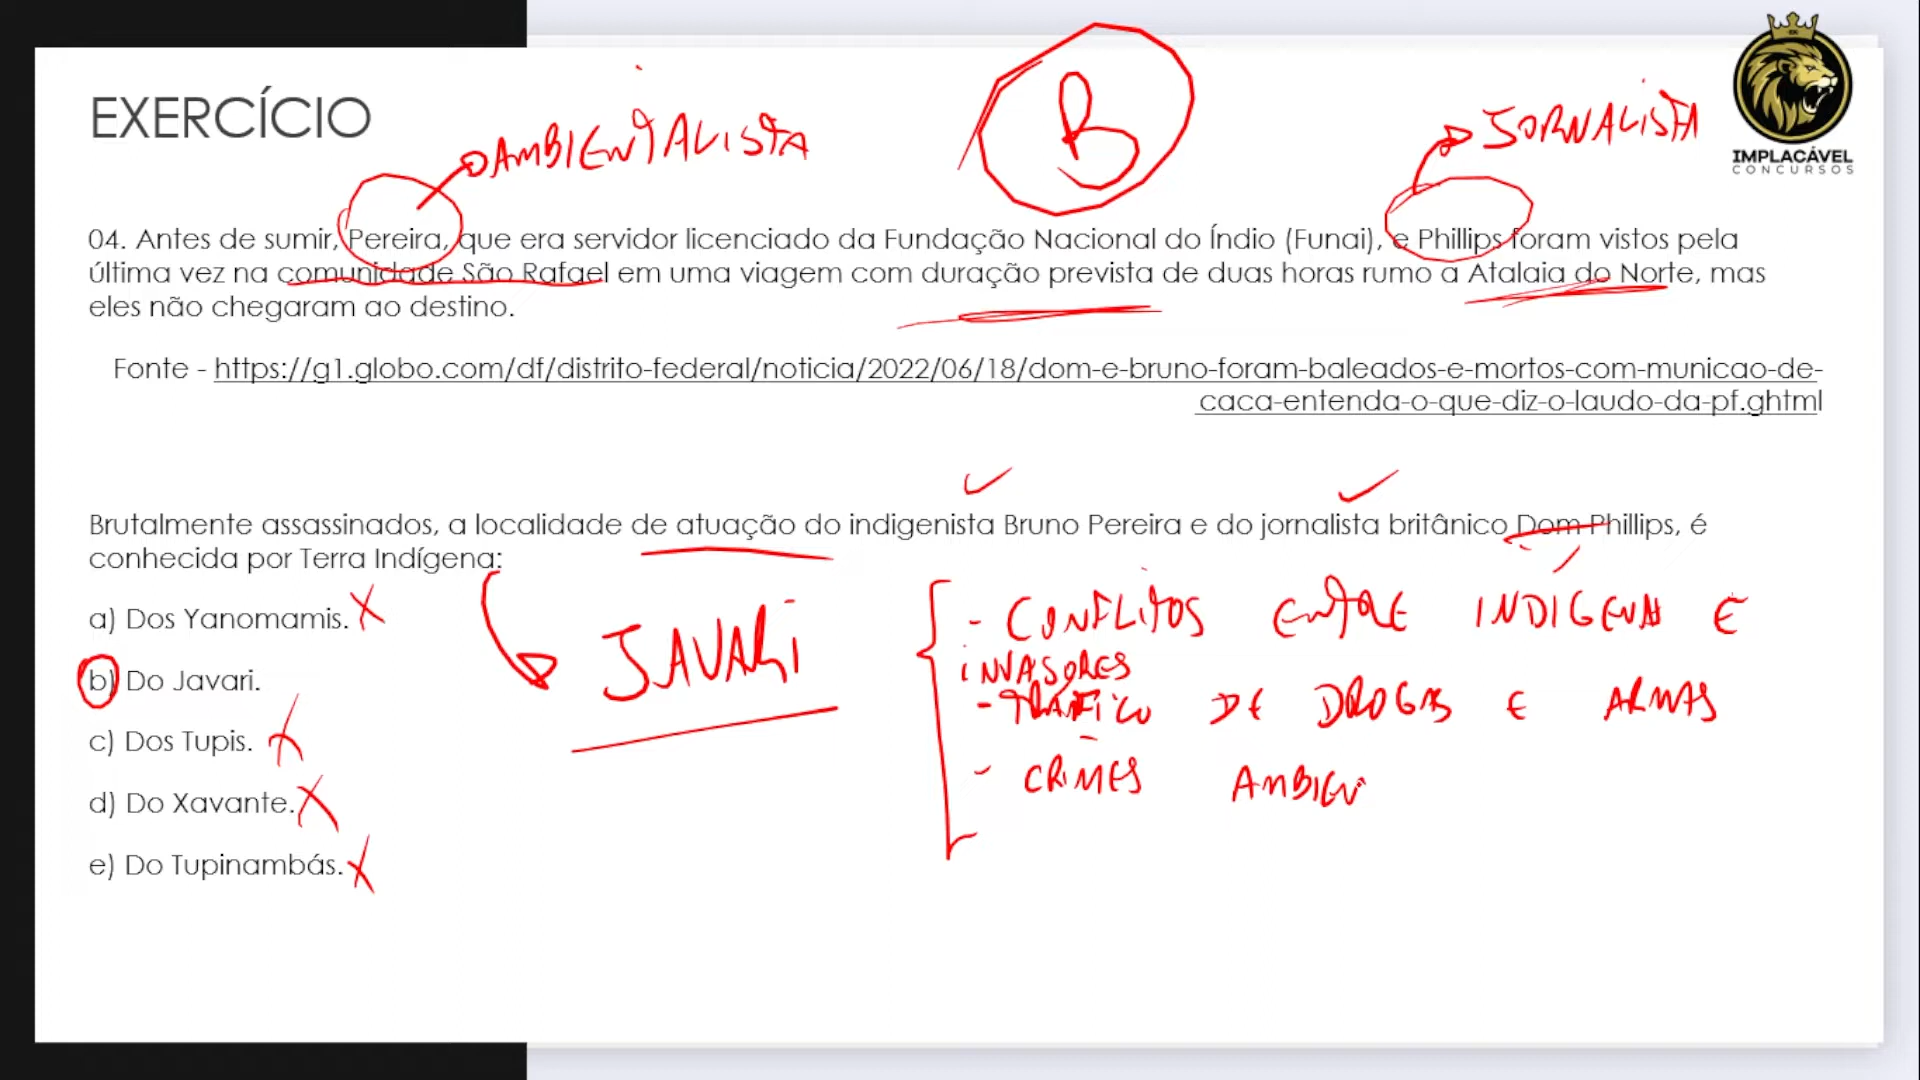 EXERCÍCIO
AMBIENTALISTA
B
JORNALISTA
IMPLACÁVEL
CONCURSOS
04. Antes de sumir, Pereira, que era servidor licenciado da Fundação Nacional do Índio (Funai), e Phillips foram vistos pela
última vez na comunidade São Rafael em uma viagem com duração prevista de duas horas rumo a Atalaia do Norte, mas
eles não chegaram ao destino.
Fonte - https://g1.globo.com/df/distrito-federal/noticia/2022/06/18/dom-e-bruno-foram-baleados-e-mortos-com-municao-de-
caca-entenda-o-que-diz-o-laudo-da-pf.ghtml
Brutalmente assassinados, a localidade de atuação do indigenista Bruno Pereira e do jornalista britânico Dom Phillips, é
conhecida por Terra Indígena:
a) Dos Yanomamis.
b) Do Javari.
c) Dos Tupis.
d) Do Xavante.
e) Do Tupinambás.
JAVARI
- CONFLITOS ENTRE INDÍGENAS E
INVASORES
- TRÁFICO DE DROGAS E ARMAS
- CRIMES AMBIEN